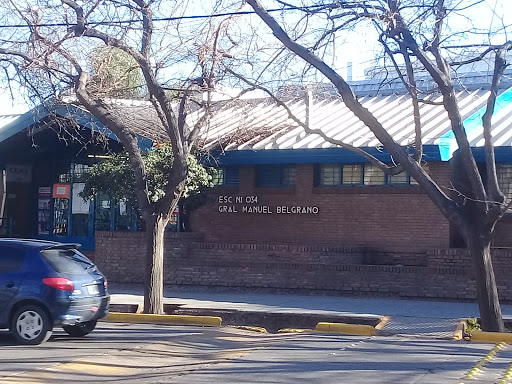 ESC Nº 034
GRAL MANUEL BELGRANO